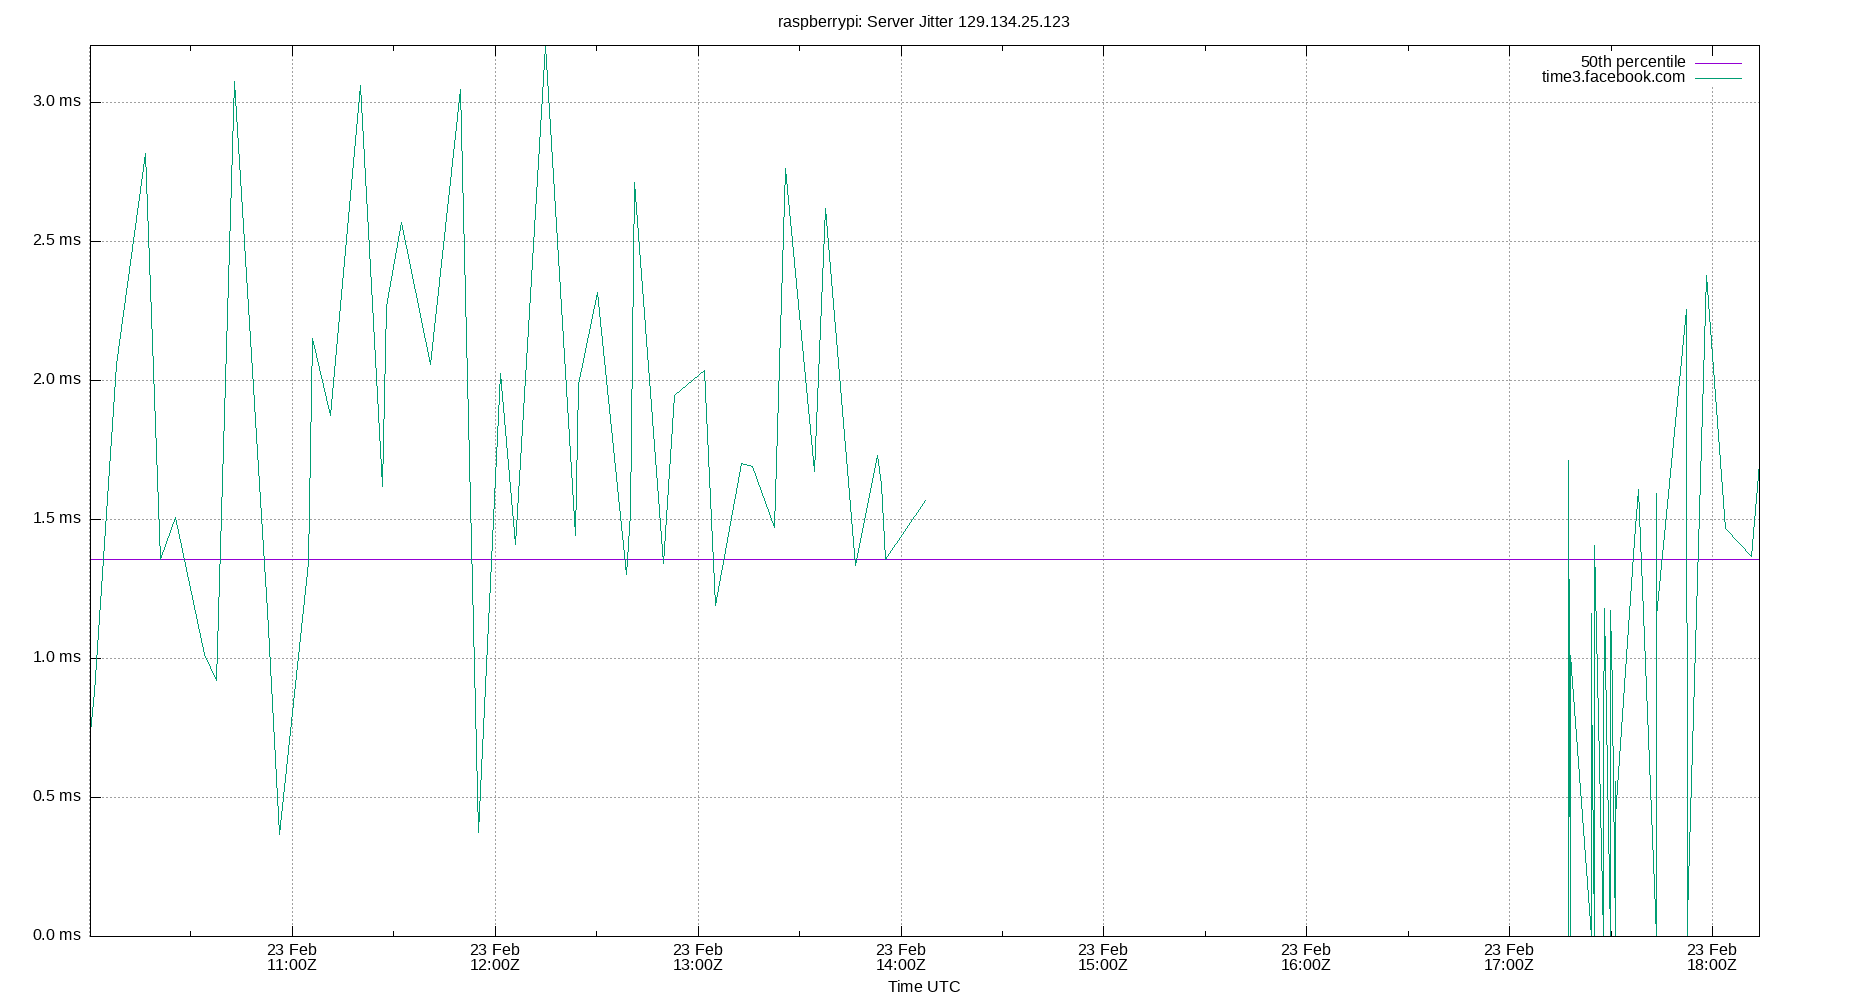 raspberrypi: Server Jitter 129.134.25.123
50th percentile
time3.facebook.com
3.0 ms
2.5 ms
2.0 ms
1.5 ms
1.0 ms
0.5 ms
0.0 ms
23 Feb 23 Feb 23 Feb 23 Feb 23 Feb 23 Feb 23 Feb 23 Feb
11:00Z 12:00Z 13:00Z 14:00Z 15:00Z 16:00Z 17:00Z 18:00Z
Time UTC